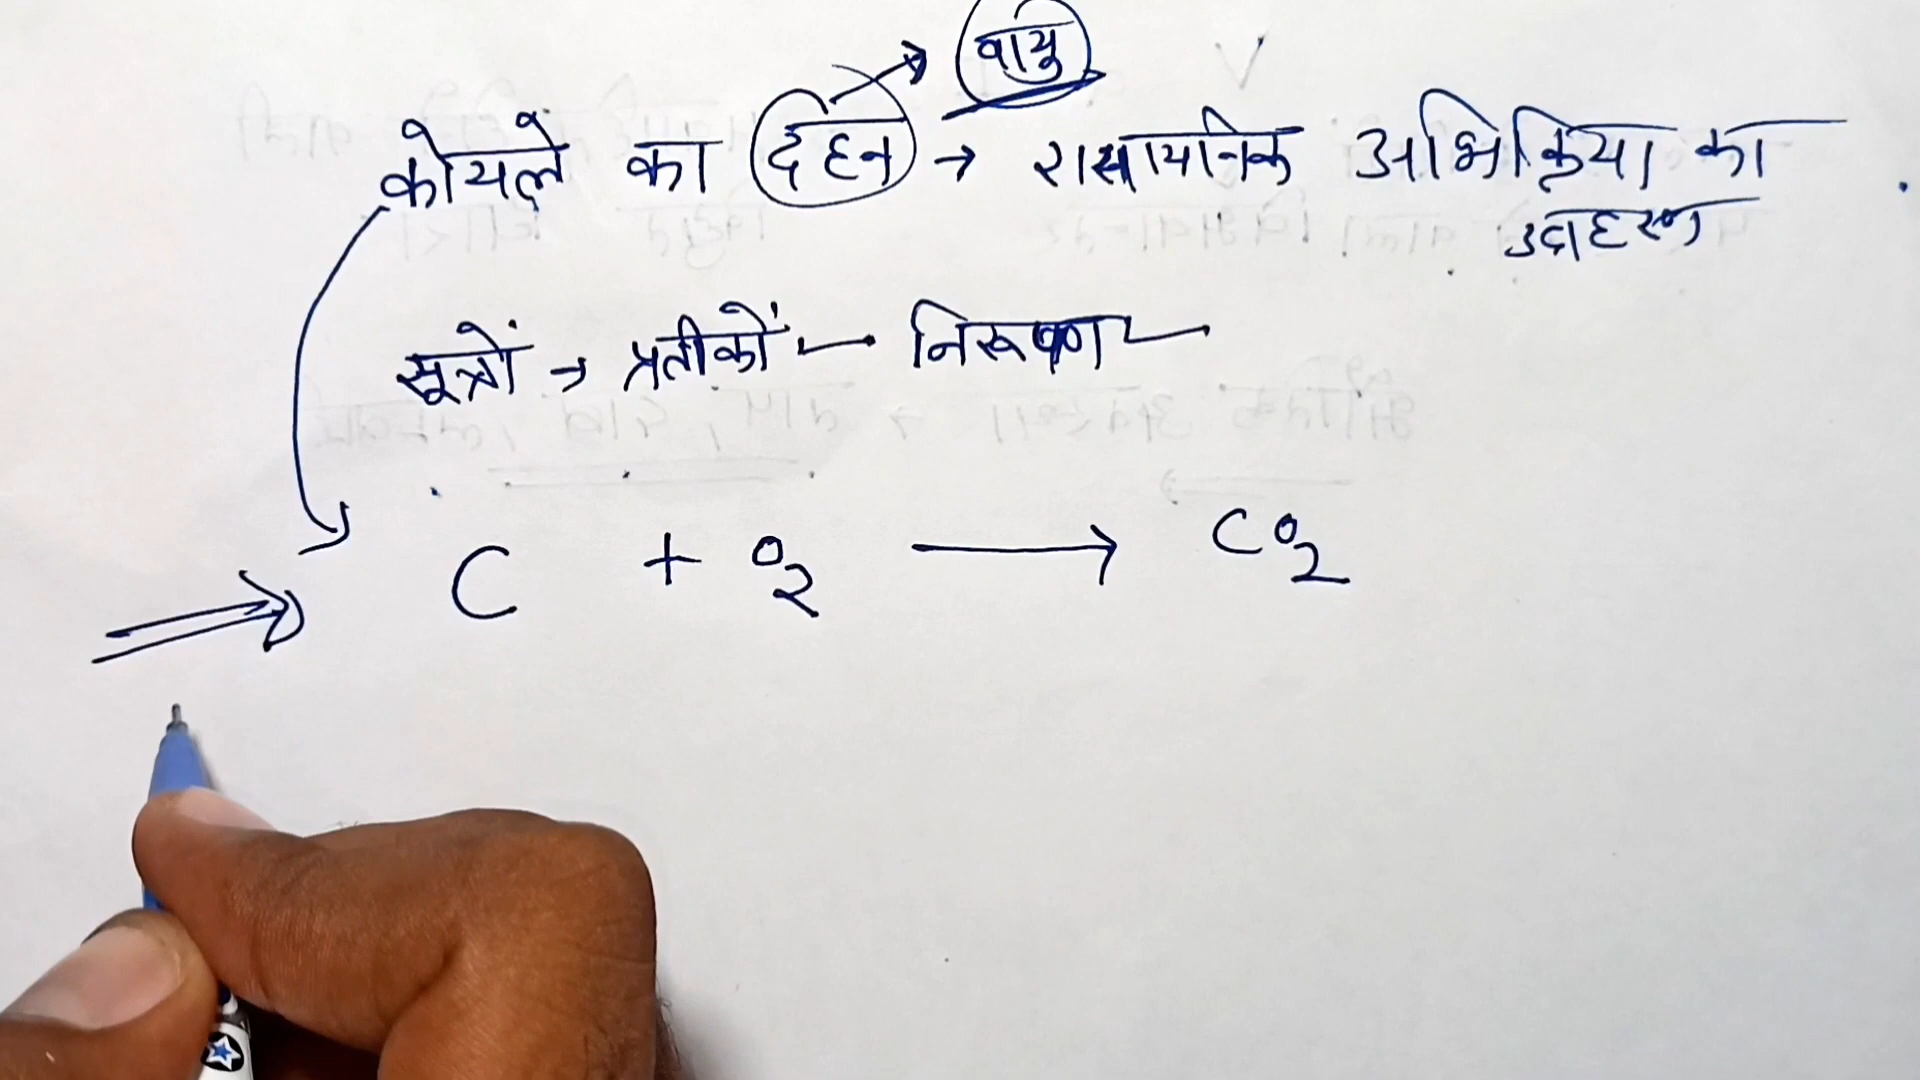 वायु
कोयले का दहन → रासायनिक अभिक्रिया का
उदाहरण
सूत्रों → प्रतीकों — निरूपण —
C + O₂ ⟶ CO₂